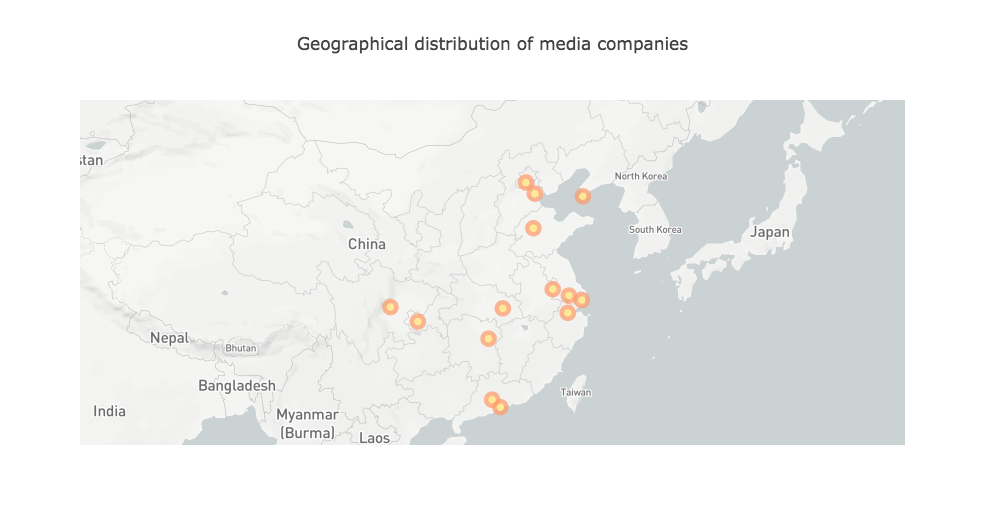 Geographical distribution of media companies
stan
North Korea
South Korea
Japan
China
Nepal
Bhutan
Bangladesh
Taiwan
India
Myanmar
(Burma)
Laos